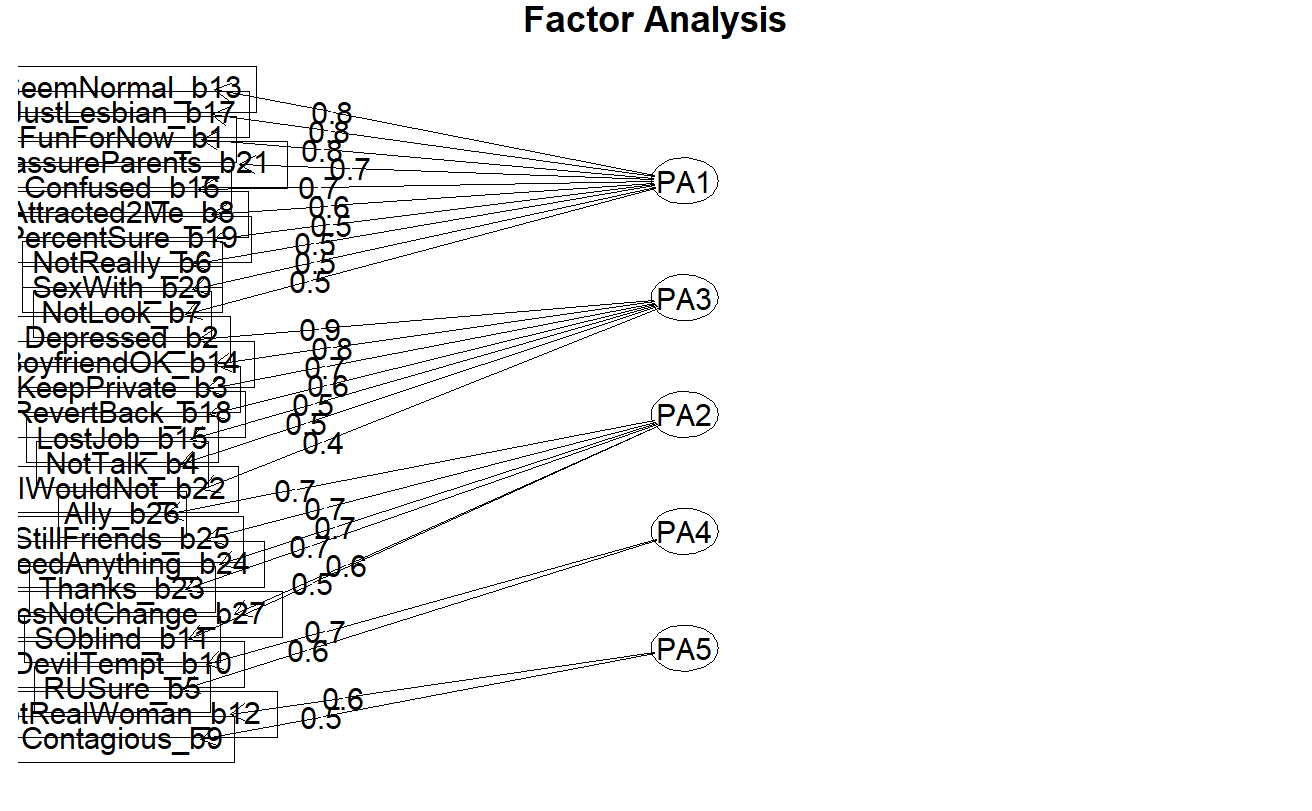 Factor Analysis
eemNormal_b13
JustLesbian_b17
FunForNow_b1
assureParents_b21
Confused_b16
Attracted2Me_b8
PercentSure_b19
NotReally_b6
SexWith_b20
NotLook_b7
Depressed_b2
BoyfriendOK_b14
KeepPrivate_b3
RevertBack_b18
LostJob_b15
NotTalk_b4
IWouldNot_b22
Ally_b26
StillFriends_b25
eedAnything_b24
Thanks_b23
esNotChange_b27
SOblind_b11
DevilTempt_b10
RUSure_b5
tRealWoman_b12
Contagious_b9
0.8
0.8
0.8
0.7
0.7
0.6
0.5
0.5
0.5
0.5
0.9
0.8
0.7
0.6
0.5
0.5
0.4
0.7
0.7
0.7
0.7
0.6
0.5
0.7
0.6
0.6
0.5
PA1
PA3
PA2
PA4
PA5